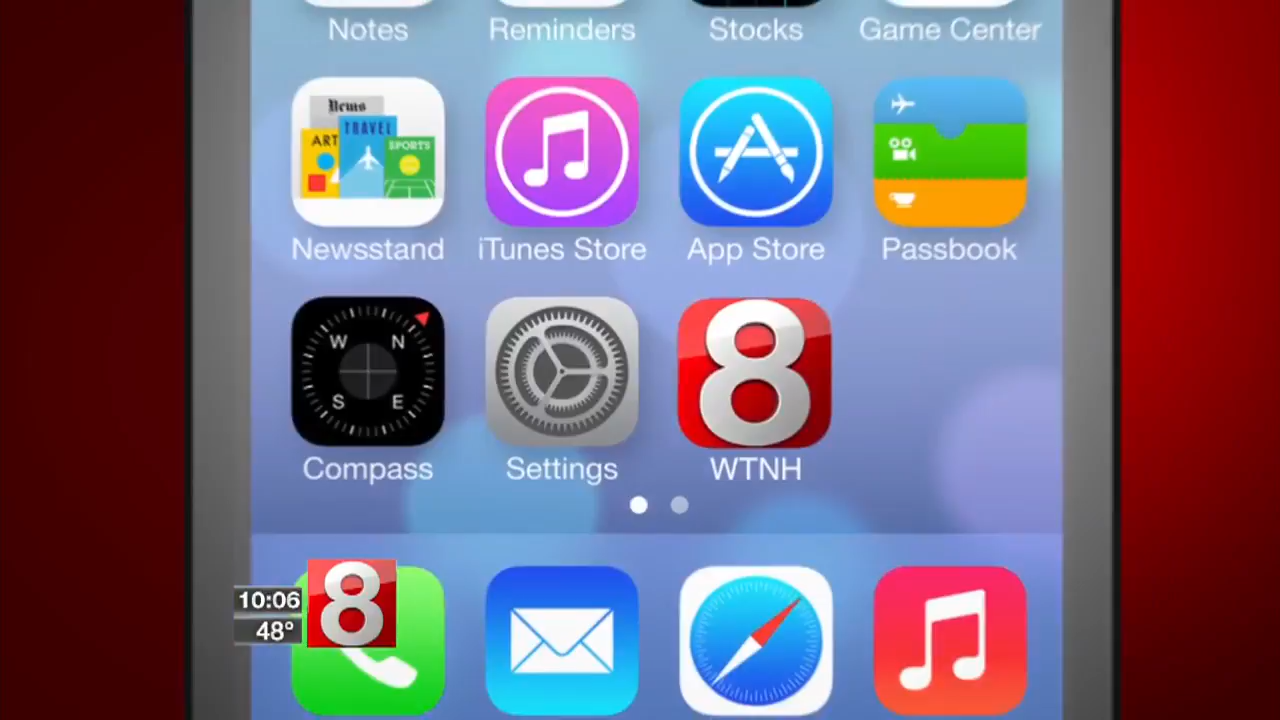 Notes Reminders Stocks Game Center
News
ART TRAVEL SPORTS
Newsstand iTunes Store App Store Passbook
W N
S E
8
Compass Settings WTNH
10:06 8
48°